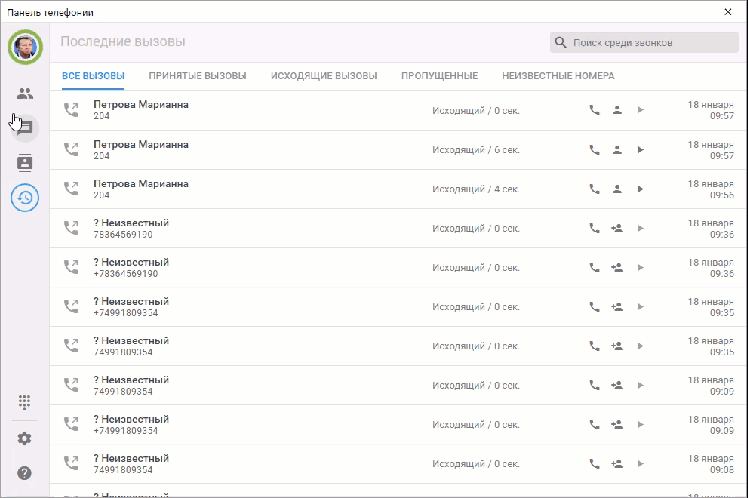 Панель телефонии
Последние вызовы
Поиск среди звонков
ВСЕ ВЫЗОВЫ ПРИНЯТЫЕ ВЫЗОВЫ ИСХОДЯЩИЕ ВЫЗОВЫ ПРОПУЩЕННЫЕ НЕИЗВЕСТНЫЕ НОМЕРА
Петрова Марианна
204
Исходящий / 0 сек.
18 января
09:57
Петрова Марианна
204
Исходящий / 6 сек.
18 января
09:57
Петрова Марианна
204
Исходящий / 4 сек.
18 января
09:56
? Неизвестный
78364569190
Исходящий / 0 сек.
18 января
09:36
? Неизвестный
+78364569190
Исходящий / 0 сек.
18 января
09:36
? Неизвестный
+74991809354
Исходящий / 0 сек.
18 января
09:35
? Неизвестный
74991809354
Исходящий / 0 сек.
18 января
09:35
? Неизвестный
74991809354
Исходящий / 0 сек.
18 января
09:09
? Неизвестный
+74991809354
Исходящий / 0 сек.
18 января
09:09
? Неизвестный
74991809354
Исходящий / 0 сек.
18 января
09:08